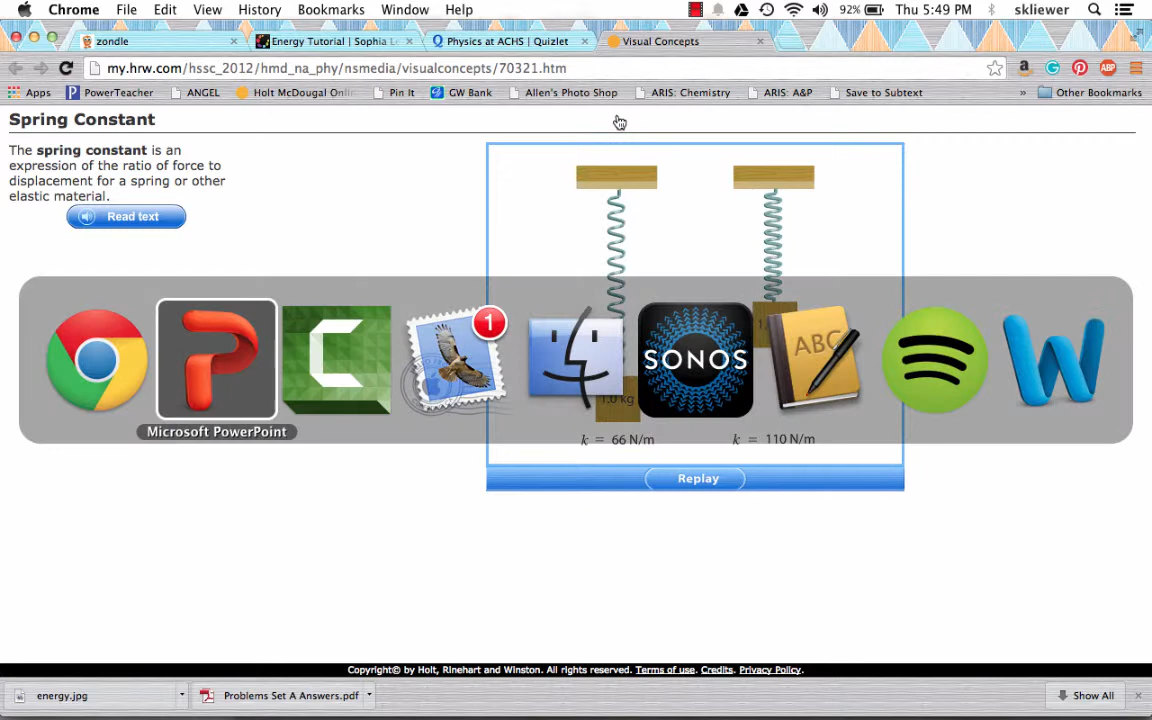 Chrome File Edit View History Bookmarks Window Help 92% Thu 5:49 PM skliewer
zondle Energy Tutorial | Sophia Le Physics at ACHS | Quizlet Visual Concepts
my.hrw.com/hssc_2012/hmd_na_phy/nsmedia/visualconcepts/70321.htm
Apps PowerTeacher ANGEL Holt McDougal Onlin Pin It GW Bank Allen's Photo Shop ARIS: Chemistry ARIS: A&P Save to Subtext » Other Bookmarks
Spring Constant
The spring constant is an
expression of the ratio of force to
displacement for a spring or other
elastic material.
Read text
1
SONOS
ABC
1.0 kg
Microsoft PowerPoint
k = 66 N/m k = 110 N/m
Replay
Copyright© by Holt, Rinehart and Winston. All rights reserved. Terms of use. Credits. Privacy Policy.
energy.jpg Problems Set A Answers.pdf Show All